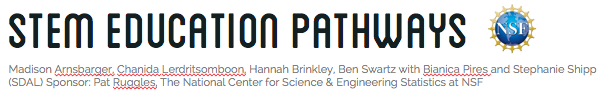 STEM EDUCATION PATHWAYS NSF
Madison Arnsbarger, Chanida Lerdritsomboon, Hannah Brinkley, Ben Swartz with Bianica Pires and Stephanie Shipp
(SDAL) Sponsor: Pat Ruggles, The National Center for Science & Engineering Statistics at NSF